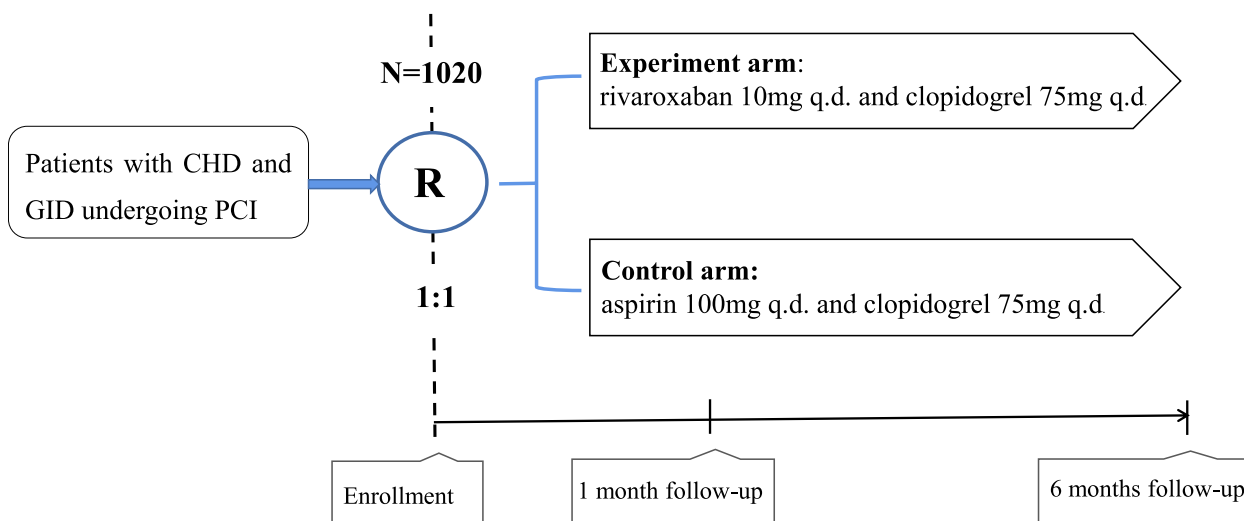 N=1020
Patients with CHD and
GID undergoing PCI
R
1:1
Experiment arm:
rivaroxaban 10mg q.d. and clopidogrel 75mg q.d.
Control arm:
aspirin 100mg q.d. and clopidogrel 75mg q.d.
Enrollment
1 month follow-up
6 months follow-up